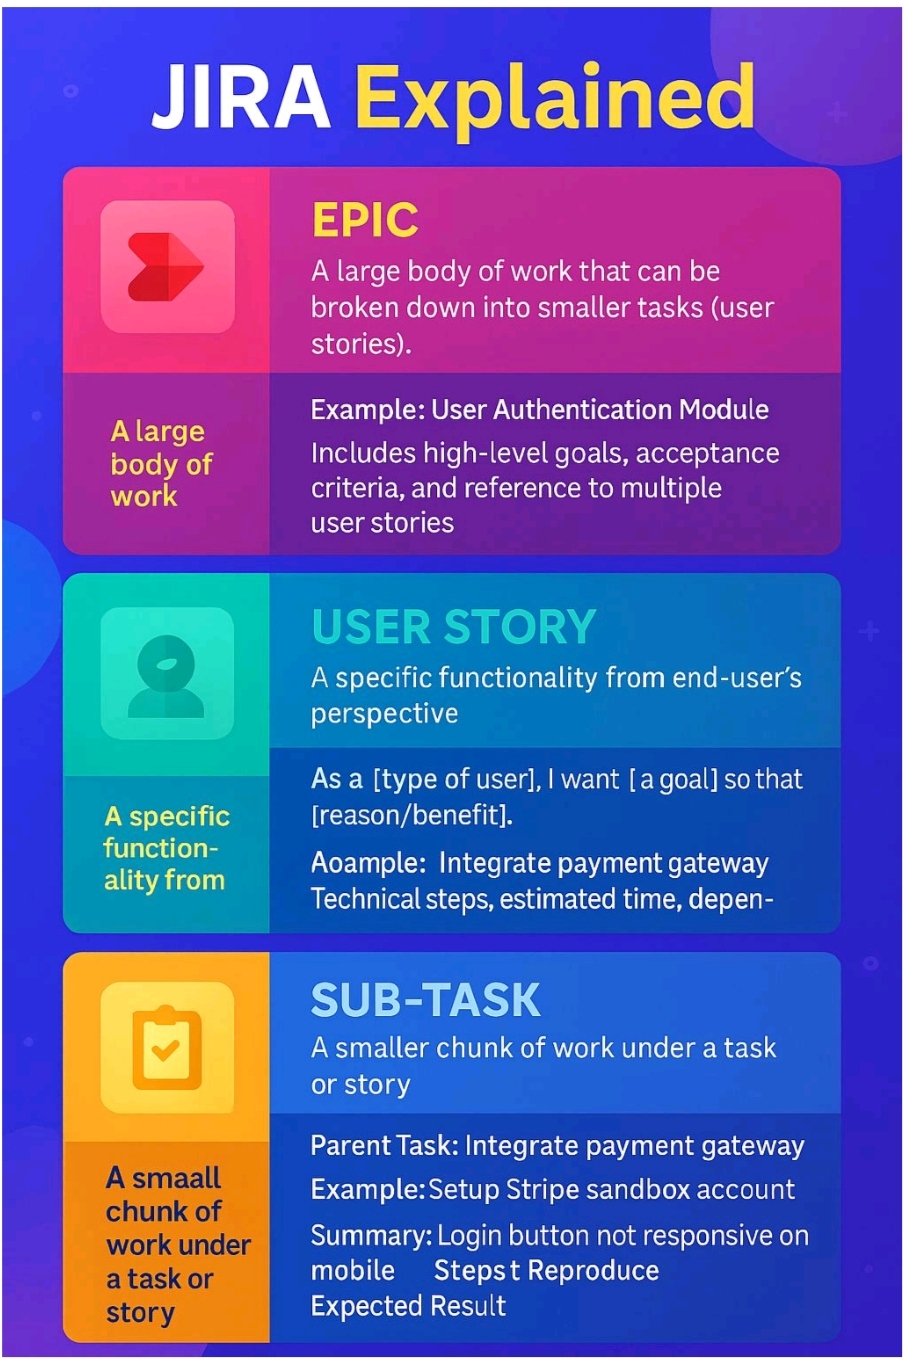 JIRA Explained
EPIC
A large body of work that can be
broken down into smaller tasks (user
stories).
A large
body of
work
Example: User Authentication Module
Includes high-level goals, acceptance
criteria, and reference to multiple
user stories
USER STORY
A specific functionality from end-user's
perspective
A specific
function-
ality from
As a [type of user], I want [a goal] so that
[reason/benefit].
Aoample: Integrate payment gateway
Technical steps, estimated time, depen-
SUB-TASK
A smaller chunk of work under a task
or story
A smaall
chunk of
work under
a task or
story
Parent Task: Integrate payment gateway
Example: Setup Stripe sandbox account
Summary: Login button not responsive on
mobile Steps t Reproduce
Expected Result